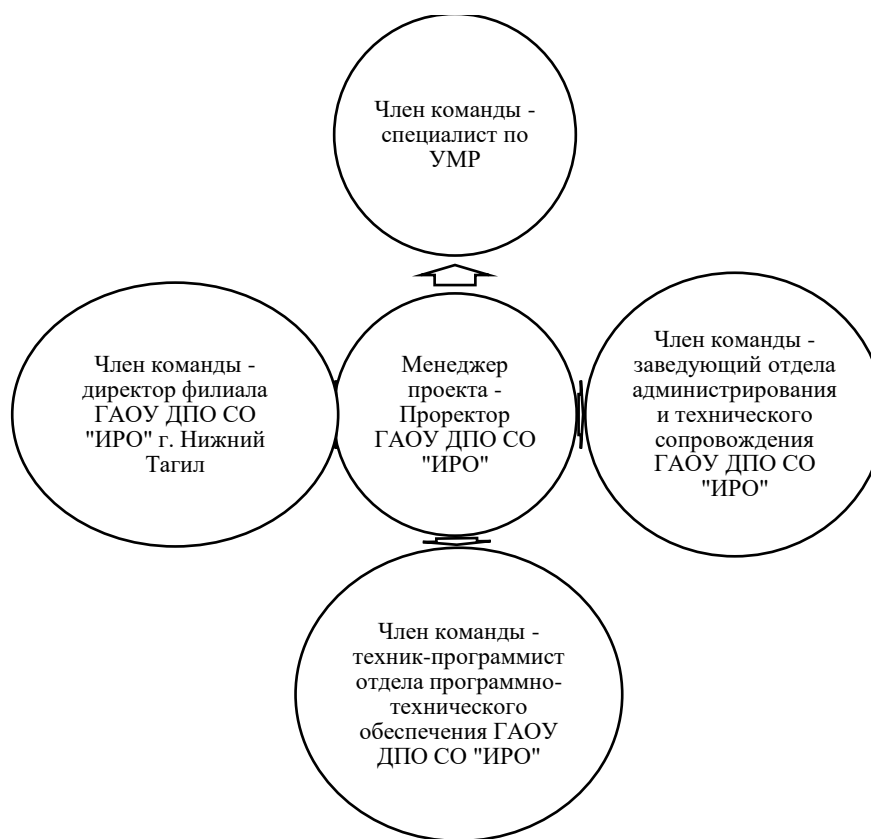 Член команды -
специалист по
УМР
Член команды -
директор филиала
ГАОУ ДПО СО
"ИРО" г. Нижний
Тагил
Менеджер
проекта -
Проректор
ГАОУ ДПО СО
"ИРО"
Член команды -
заведующий отдела
администрирования
и технического
сопровождения
ГАОУ ДПО СО
"ИРО"
Член команды -
техник-программист
отдела программно-
технического
обеспечения ГАОУ
ДПО СО "ИРО"